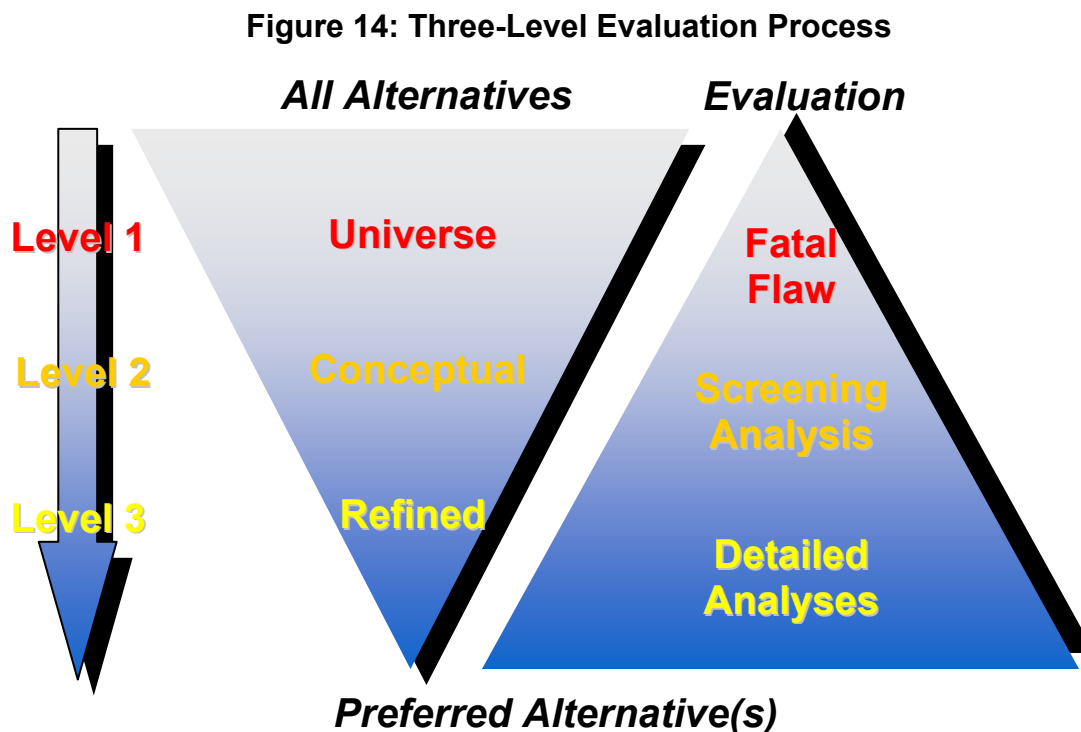 Figure 14: Three-Level Evaluation Process
All Alternatives
Evaluation
Level 1
Universe
Fatal
Flaw
Level 2
Conceptual
Screening
Analysis
Level 3
Refined
Detailed
Analyses
Preferred Alternative(s)